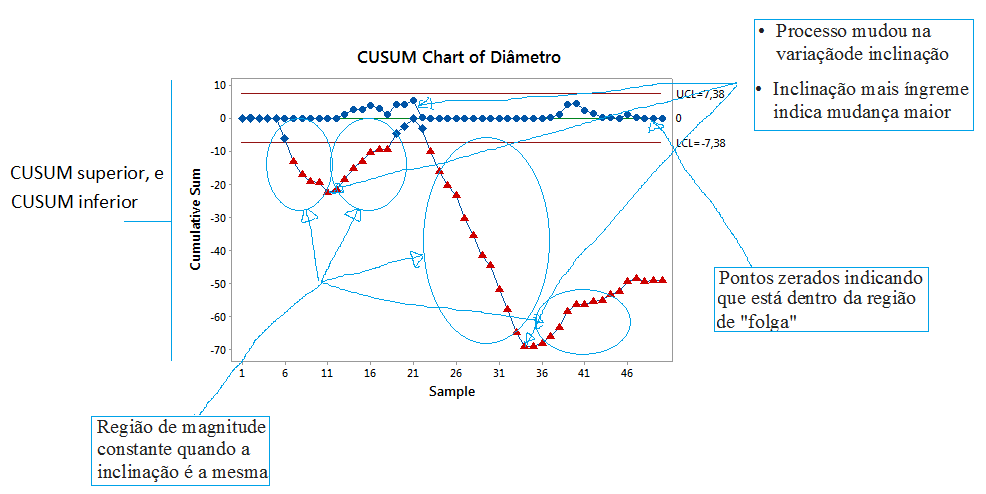 • Processo mudou na
variaçãode inclinação
• Inclinação mais íngreme
indica mudança maior
CUSUM Chart of Diâmetro
CUSUM superior, e
CUSUM inferior
Cumulative Sum
10
0
-10
-20
-30
-40
-50
-60
-70
UCL=7,38
0
LCL=-7,38
1 6 11 16 21 26 31 36 41 46
Sample
Pontos zerados indicando
que está dentro da região
de "folga"
Região de magnitude
constante quando a
inclinação é a mesma